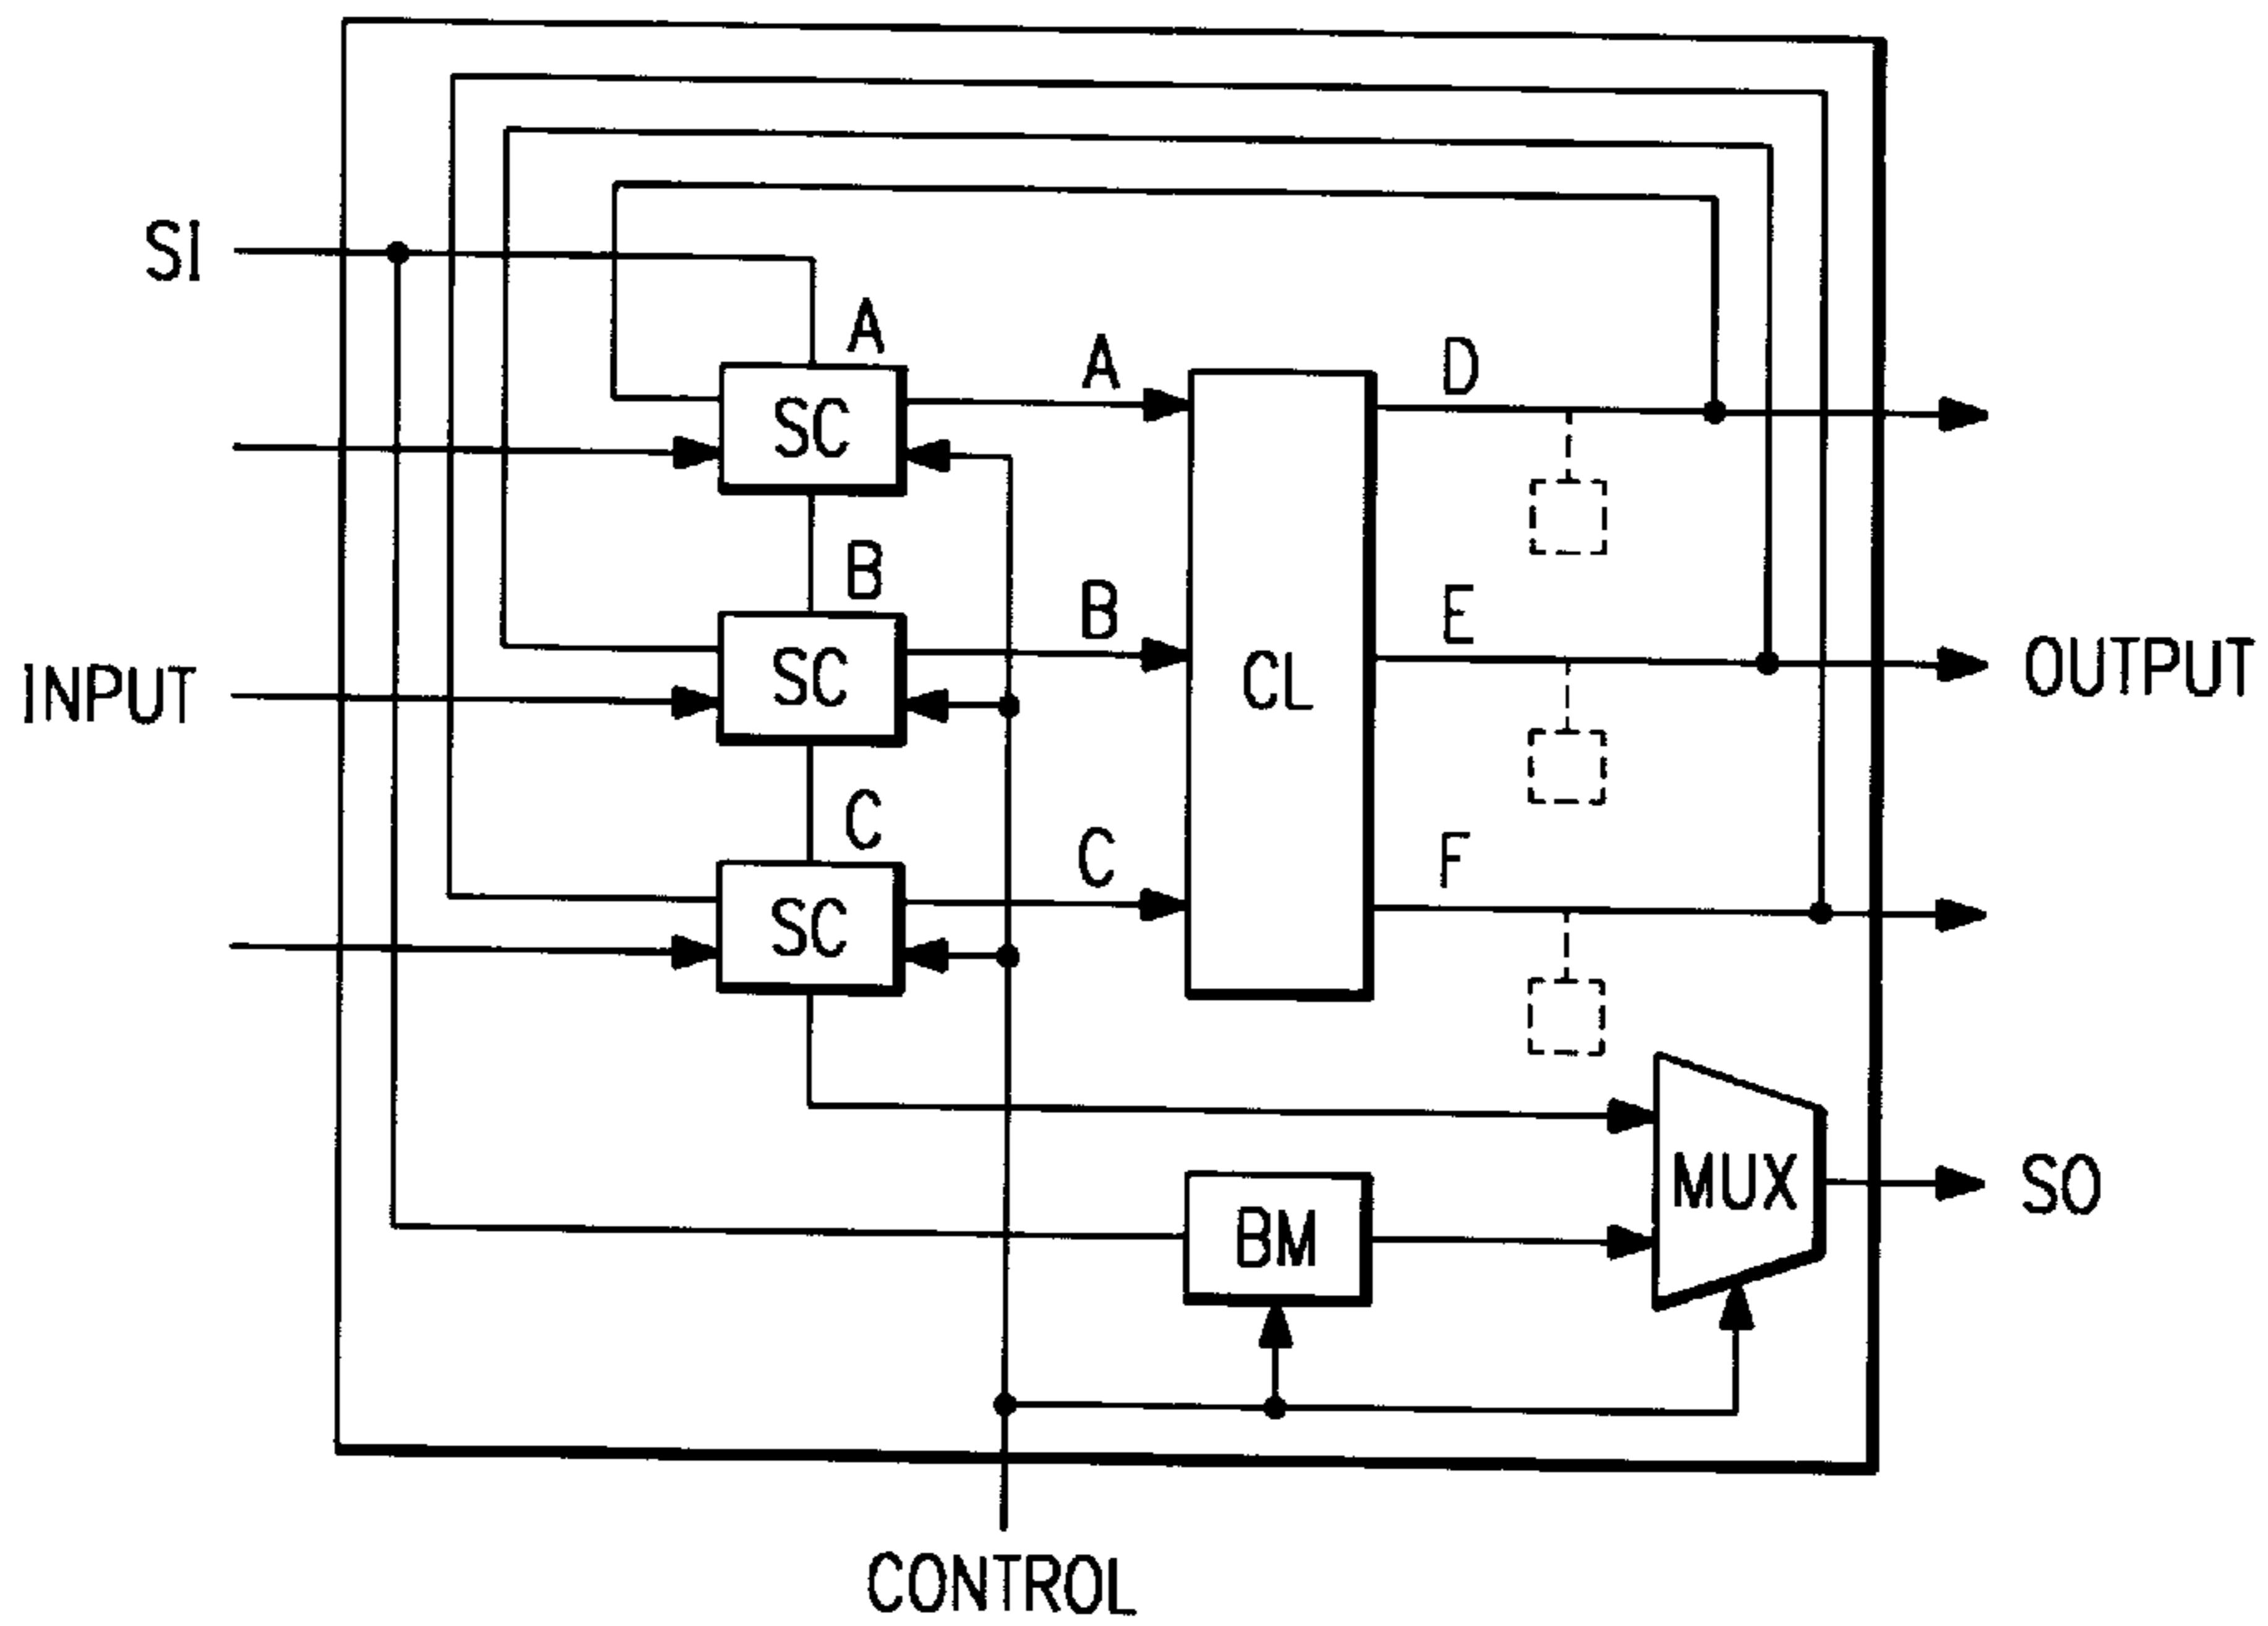 SI
A
A
D
SC
B
B
E
SC
CL
INPUT
OUTPUT
C
C
F
SC
MUX
SO
BM
CONTROL